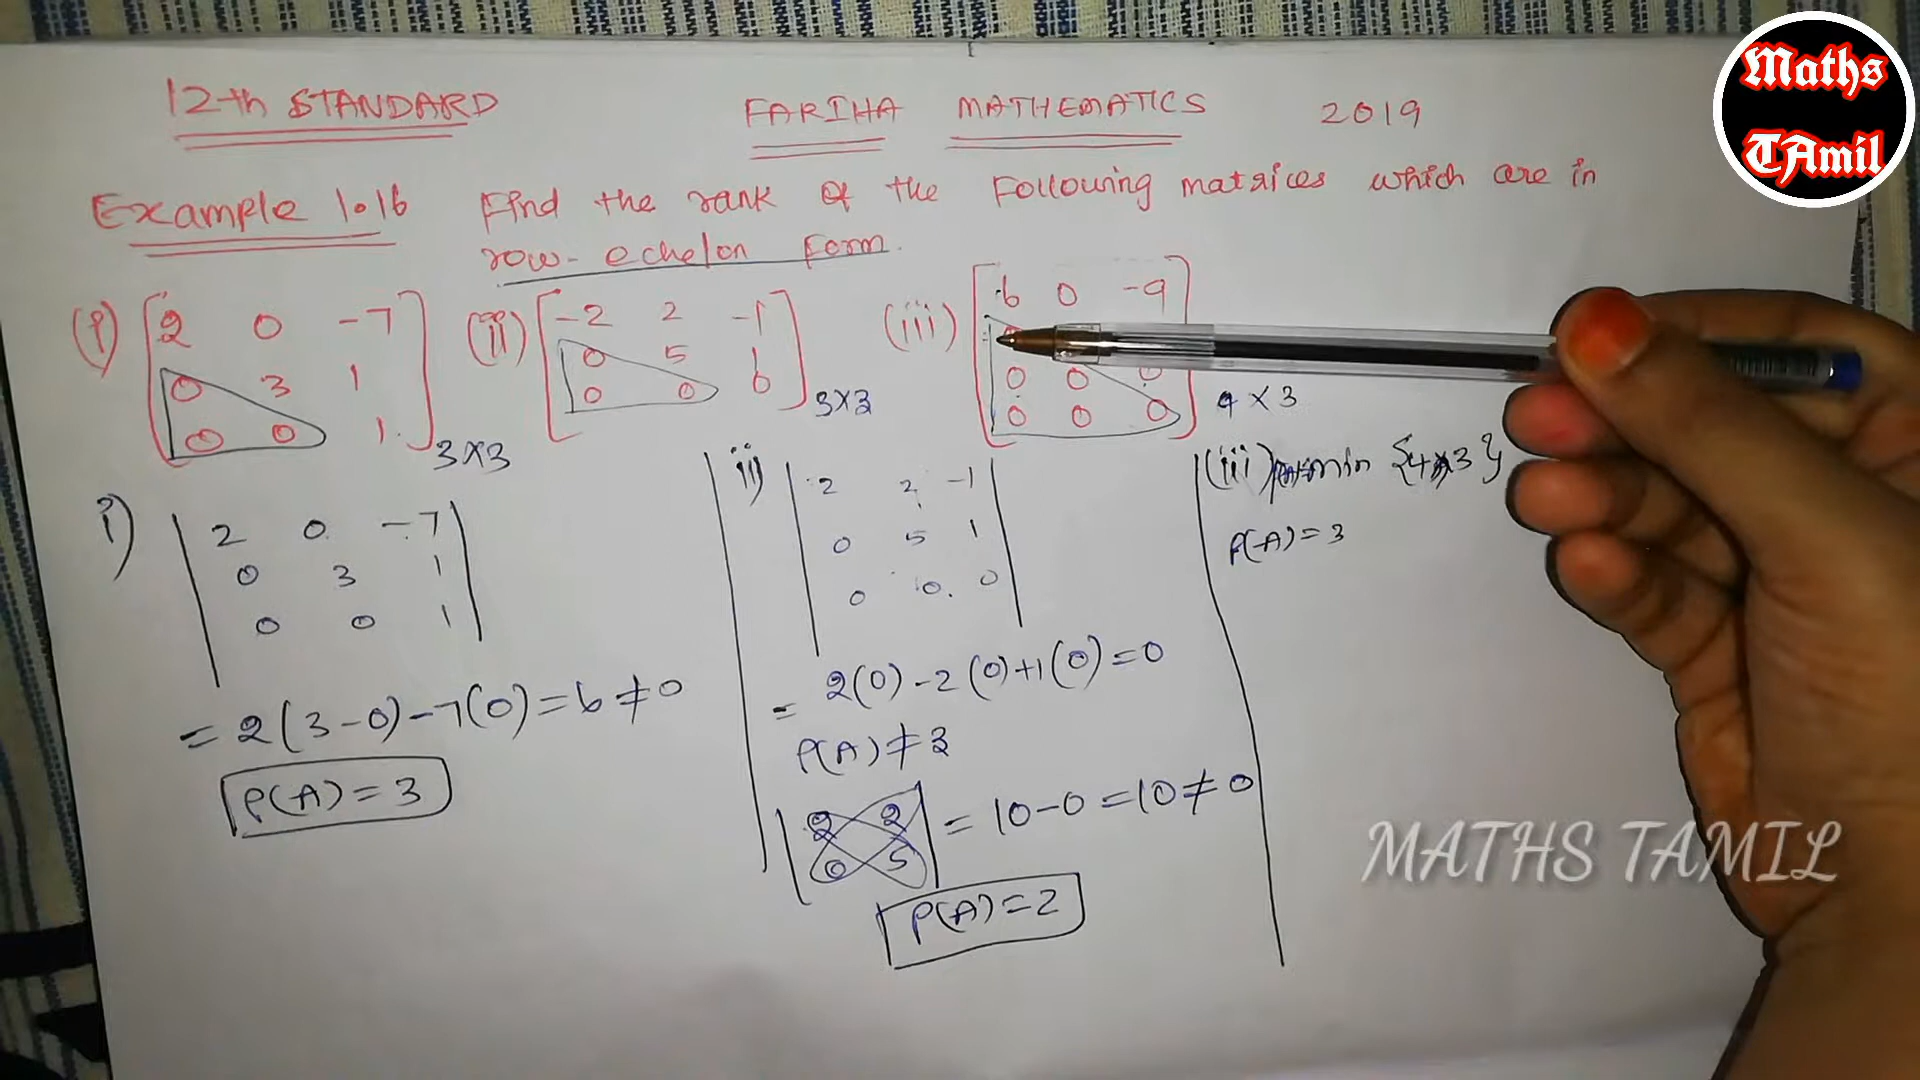 Maths
TAmil
12th STANDARD FARIHA MATHEMATICS 2019
Example 1.16 Find the rank of the Following matrices which are in
row-echelon form.
(i) 2 0 -7
0 3 1
0 0 1
3×3
(ii) -2 2 -1
0 5 1
0 0 6
3×3
(iii) 6 0 -9
0 0 0
0 0 0
4×3
i) 2 0 -7
0 3 1
0 0 1
= 2(3-0)-7(0)=6≠0
ρ(A)=3
ii) -2 2 -1
0 5 1
0 0 0
= 2(0)-2(0)+1(0)=0
ρ(A)≠3
2 2
0 5
= 10-0=10≠0
ρ(A)=2
(iii) min {4×3}
ρ(A)=3
MATHS TAMIL